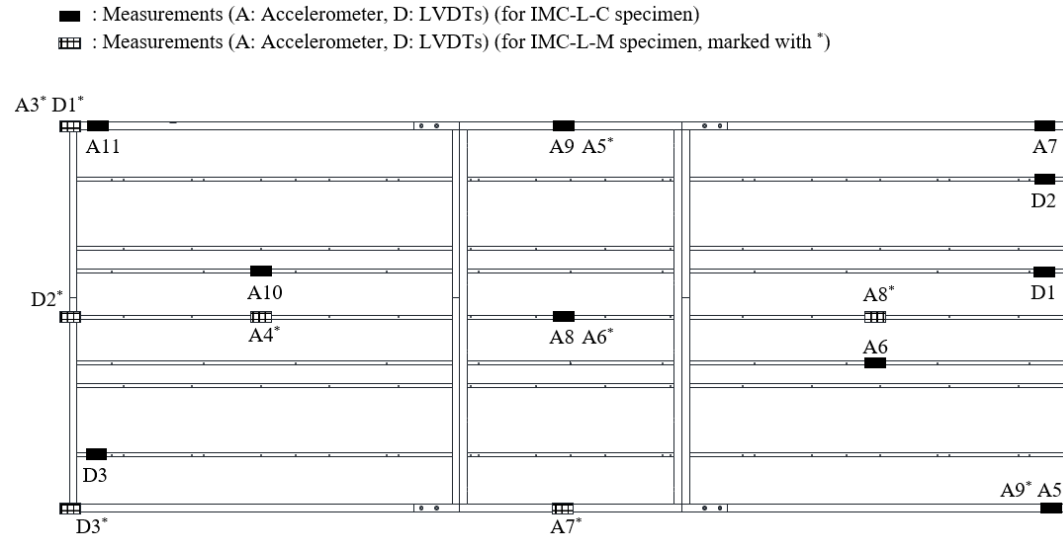 : Measurements (A: Accelerometer, D: LVDTs) (for IMC-L-C specimen)
: Measurements (A: Accelerometer, D: LVDTs) (for IMC-L-M specimen, marked with *)
A3* D1*
A11 A9 A5* A7
D2
A10 D1
D2* A8*
A4* A8 A6*
A6
D3
A9* A5
D3* A7*